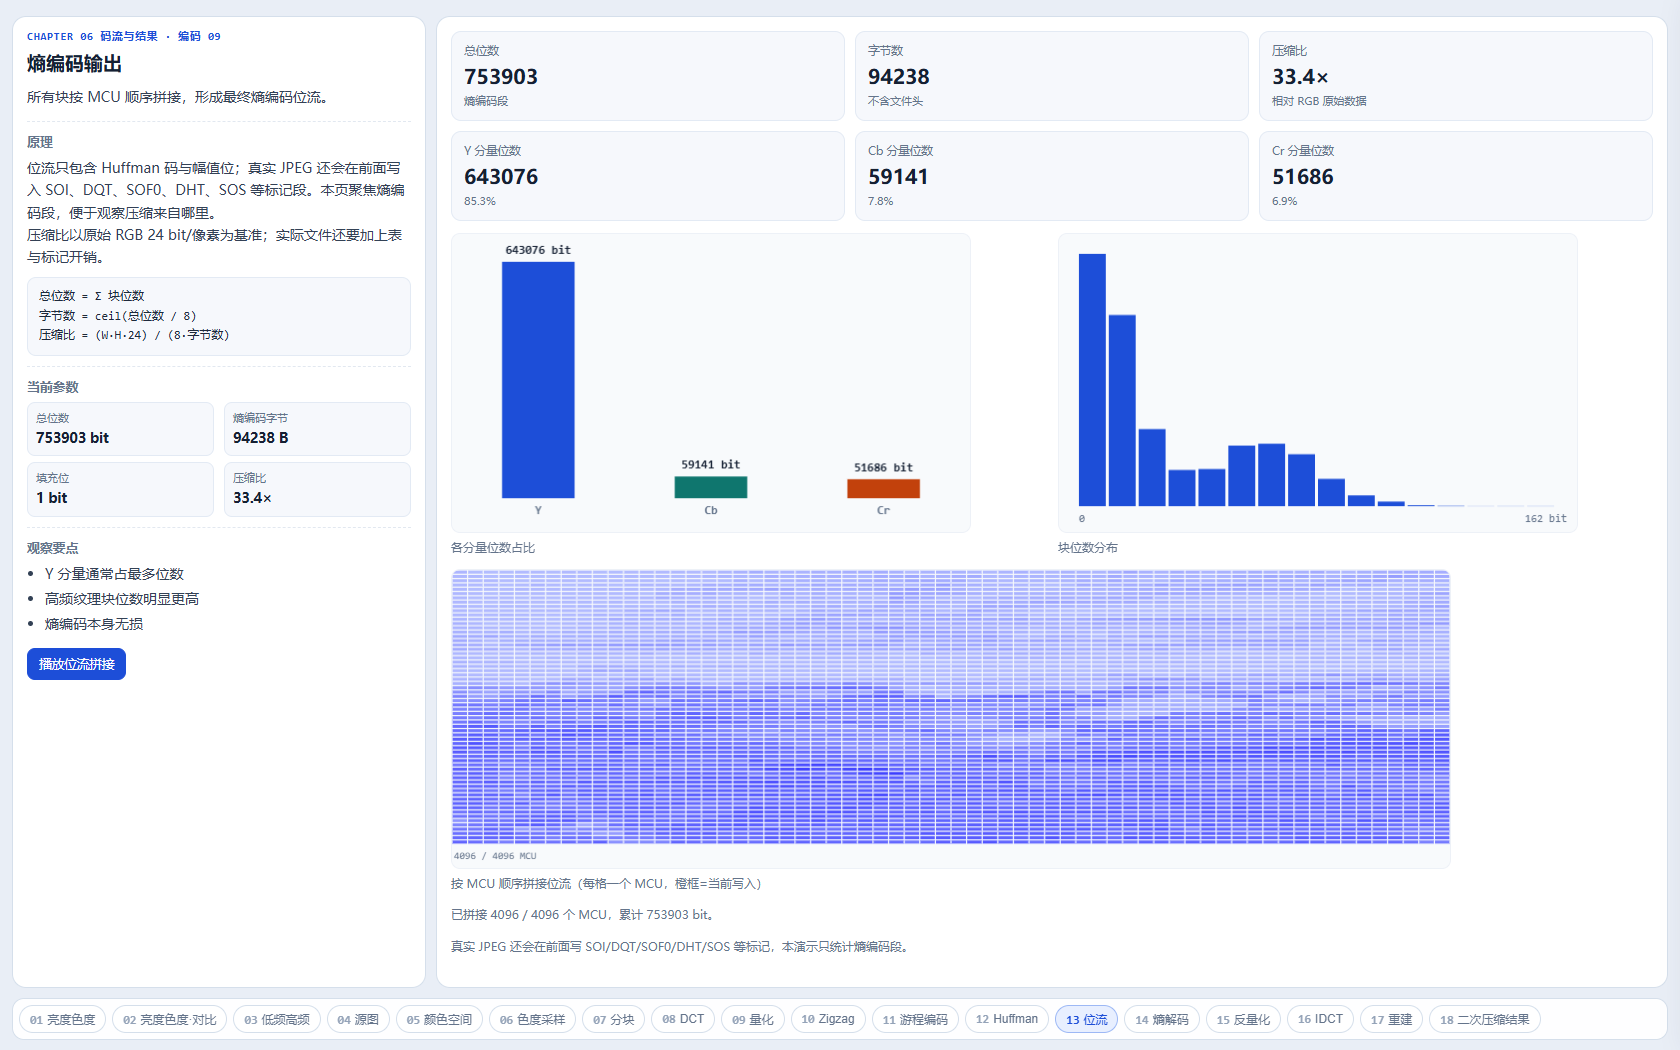 CHAPTER 06 码流与结果 · 编码 09
熵编码输出
所有块按 MCU 顺序拼接，形成最终熵编码位流。
原理
位流只包含 Huffman 码与幅值位；真实 JPEG 还会在前面写
入 SOI、DQT、SOF0、DHT、SOS 等标记段。本页聚焦熵编
码段，便于观察压缩来自哪里。
压缩比以原始 RGB 24 bit/像素为基准；实际文件还要加上表
与标记开销。
总位数 = Σ 块位数
字节数 = ceil(总位数 / 8)
压缩比 = (W·H·24) / (8·字节数)
当前参数
总位数
753903 bit
熵编码字节
94238 B
填充位
1 bit
压缩比
33.4×
观察要点
• Y 分量通常占最多位数
• 高频纹理块位数明显更高
• 熵编码本身无损
播放位流拼接
总位数
753903
熵编码段
字节数
94238
不含文件头
压缩比
33.4×
相对 RGB 原始数据
Y 分量位数
643076
85.3%
Cb 分量位数
59141
7.8%
Cr 分量位数
51686
6.9%
643076 bit
59141 bit
51686 bit
Y
Cb
Cr
各分量位数占比
0
162 bit
块位数分布
4096 / 4096 MCU
按 MCU 顺序拼接位流（每格一个 MCU，橙框=当前写入）
已拼接 4096 / 4096 个 MCU，累计 753903 bit。
真实 JPEG 还会在前面写 SOI/DQT/SOF0/DHT/SOS 等标记，本演示只统计熵编码段。
01 亮度色度
02 亮度色度·对比
03 低频高频
04 源图
05 颜色空间
06 色度采样
07 分块
08 DCT
09 量化
10 Zigzag
11 游程编码
12 Huffman
13 位流
14 熵解码
15 反量化
16 IDCT
17 重建
18 二次压缩结果